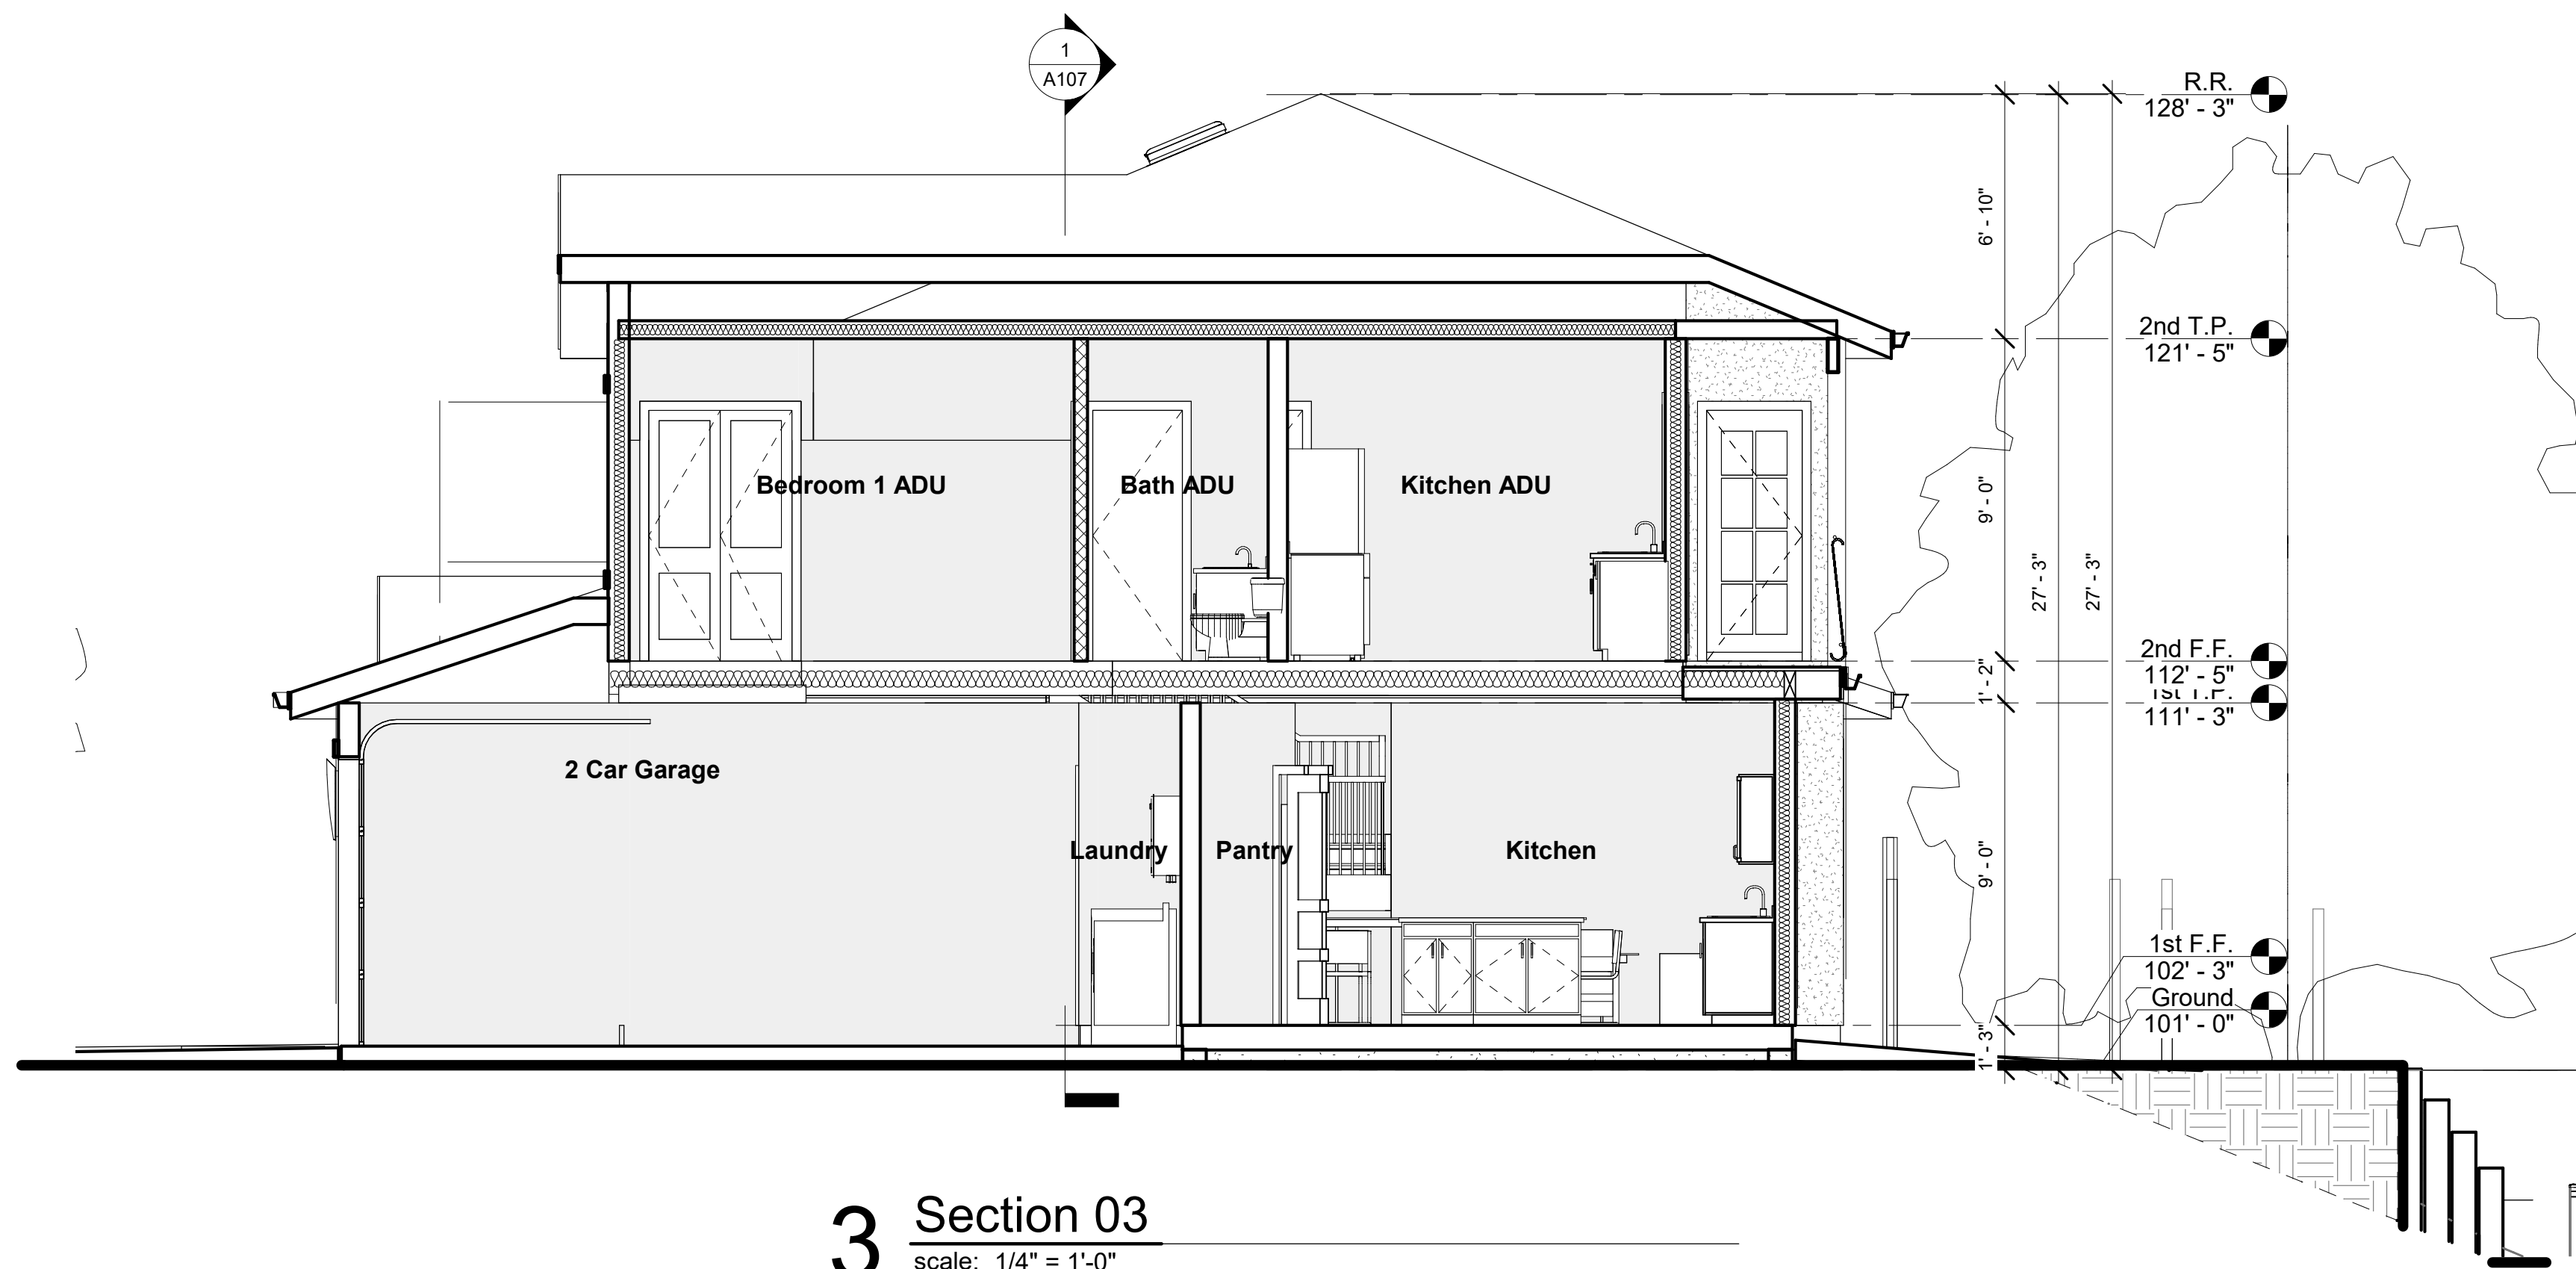 1
A107
R.R.
128' - 3"
6' - 10"
2nd T.P.
121' - 5"
Bedroom 1 ADU
Bath ADU
Kitchen ADU
9' - 0"
27' - 3"
27' - 3"
2nd F.F.
112' - 5"
1' - 2"
1st T.P.
111' - 3"
2 Car Garage
Laundry
Pantry
Kitchen
9' - 0"
1st F.F.
102' - 3"
Ground
101' - 0"
1' - 3"
3
Section 03
scale: 1/4" = 1'-0"